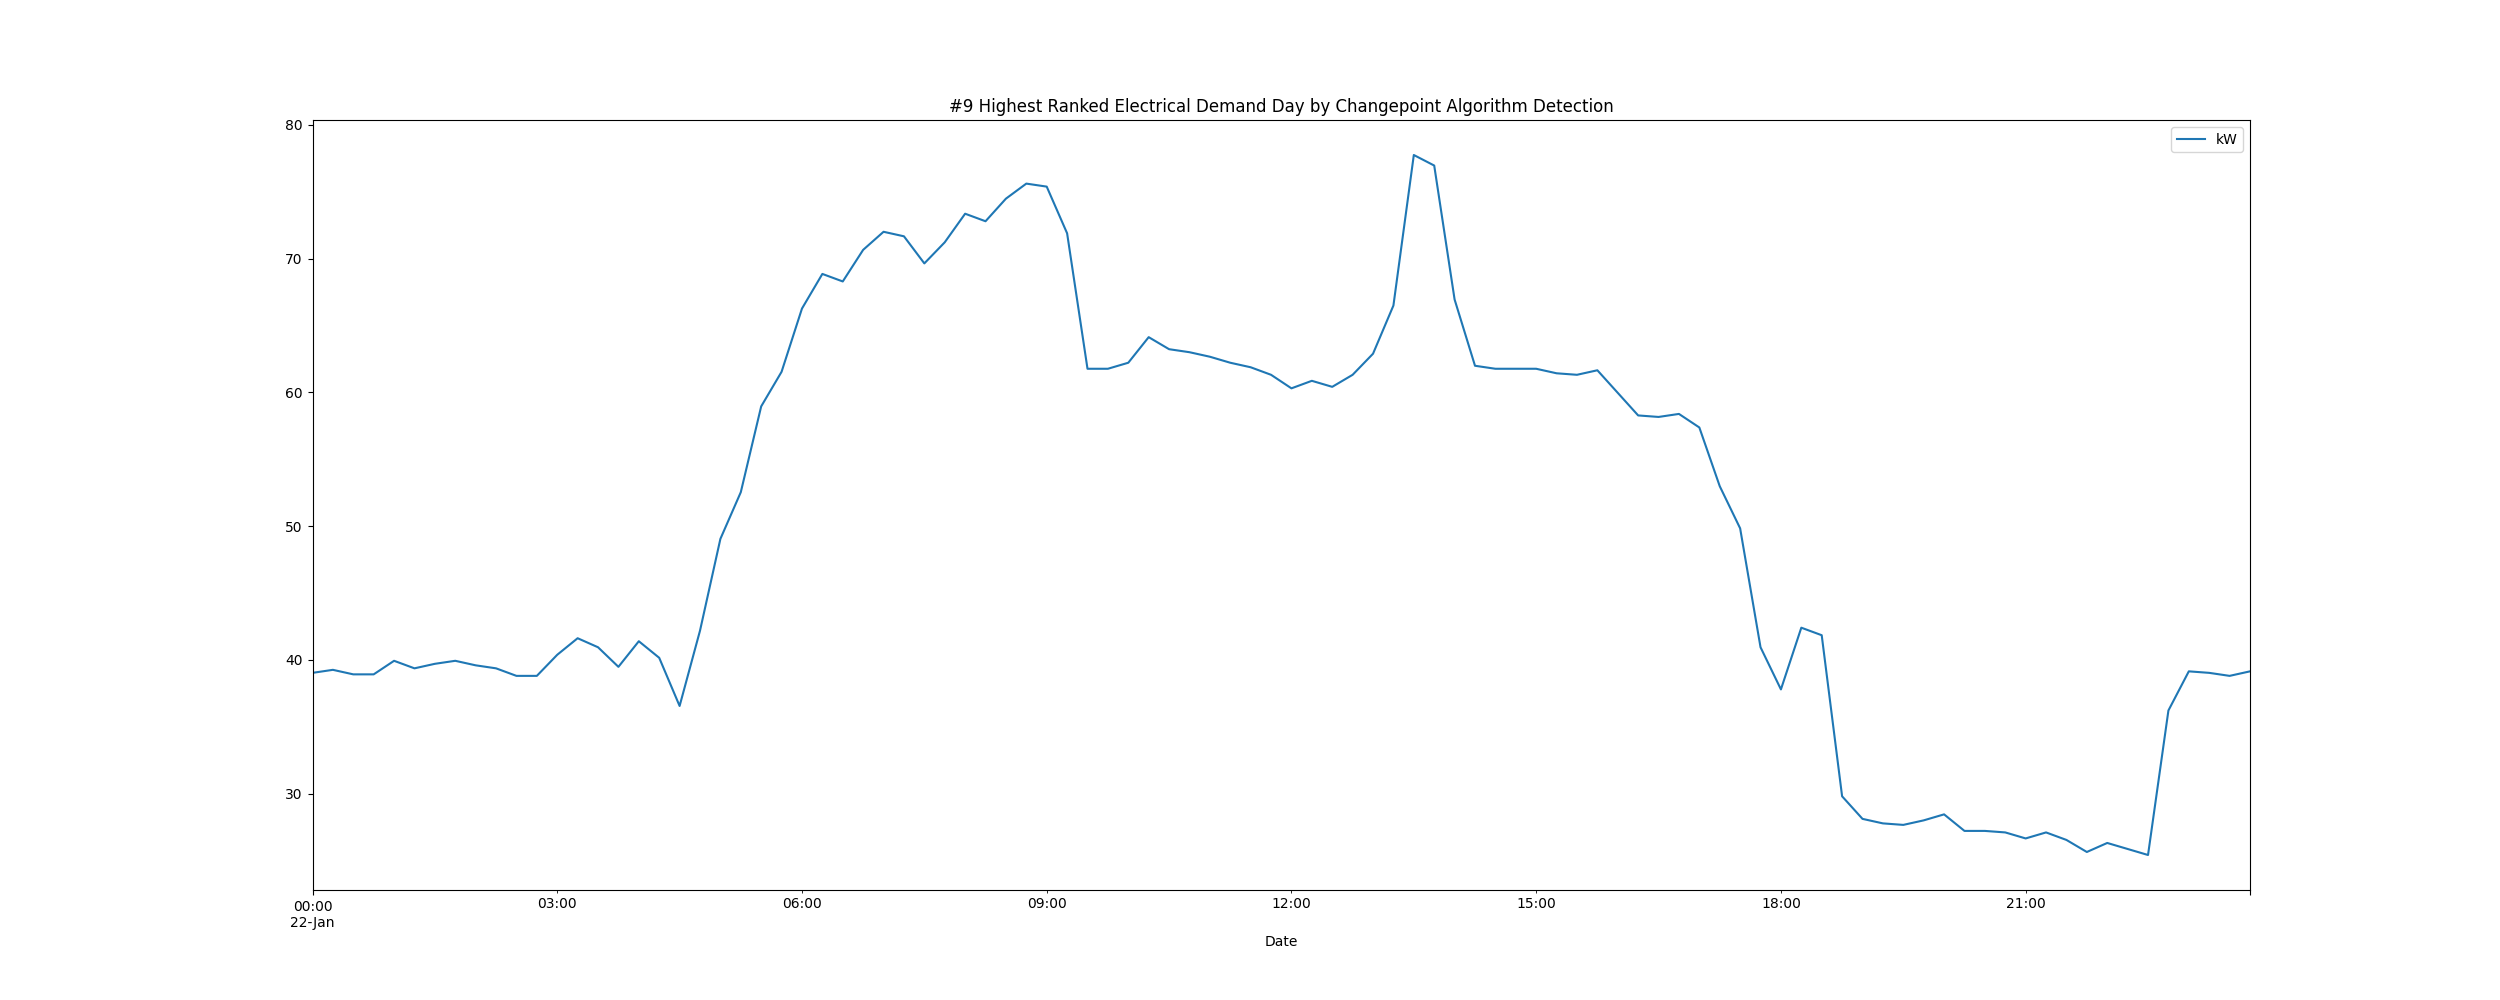 #9 Highest Ranked Electrical Demand Day by Changepoint Algorithm Detection
kW
80
70
60
50
40
30
00:00 03:00 06:00 09:00 12:00 15:00 18:00 21:00
22-Jan
Date